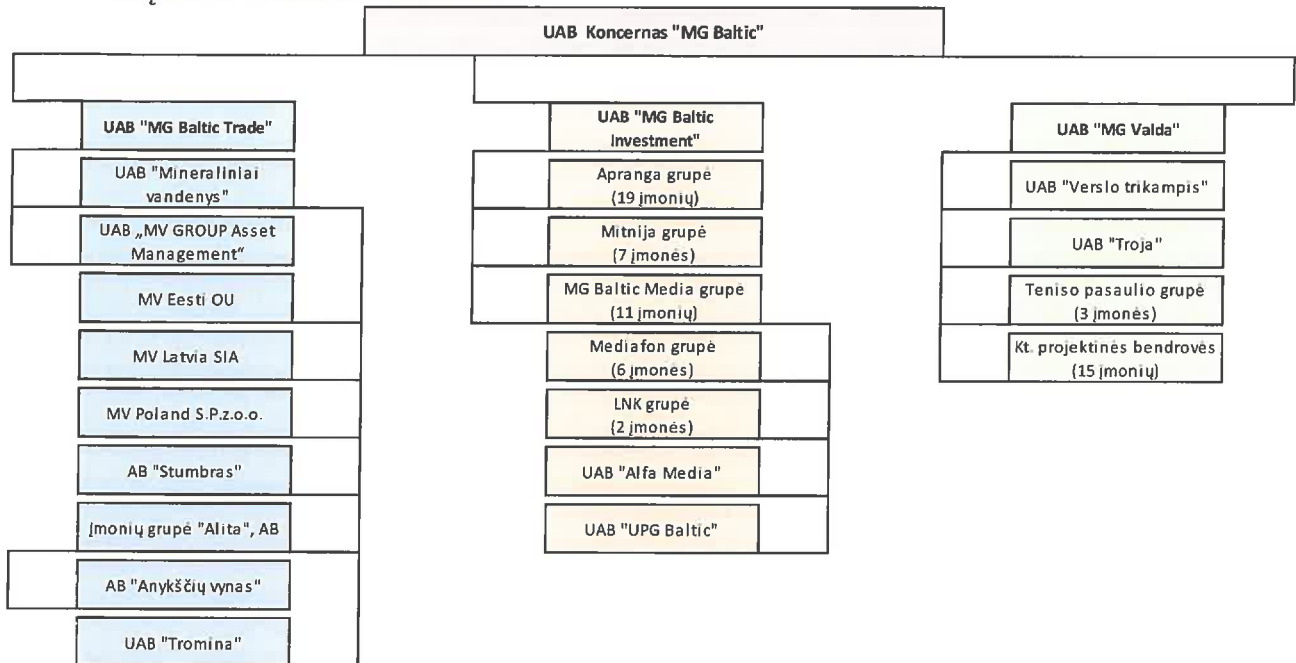 UAB Koncernas "MG Baltic"
UAB "MG Baltic Trade"
UAB "Mineraliniai
vandenys"
UAB „MV GROUP Asset
Management“
MV Eesti OU
MV Latvia SIA
MV Poland S.P.z.o.o.
AB "Stumbras"
Įmonių grupė "Alita", AB
AB "Anykščių vynas"
UAB "Tromina"
UAB "MG Baltic
Investment"
Apranga grupė
(19 įmonių)
Mitnija grupė
(7 įmonės)
MG Baltic Media grupė
(11 įmonių)
Mediafon grupė
(6 įmonės)
LNK grupė
(2 įmonės)
UAB "Alfa Media"
UAB "UPG Baltic"
UAB "MG Valda"
UAB "Verslo trikampis"
UAB "Troja"
Teniso pasaulio grupė
(3 įmonės)
Kt. projektinės bendrovės
(15 įmonių)